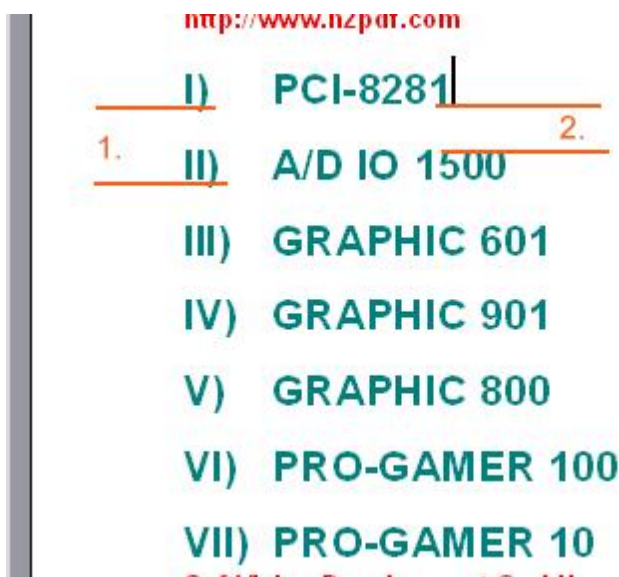 http://www.n2pdf.com
I) PCI-8281
1. 2.
II) A/D IO 1500
III) GRAPHIC 601
IV) GRAPHIC 901
V) GRAPHIC 800
VI) PRO-GAMER 100
VII) PRO-GAMER 10